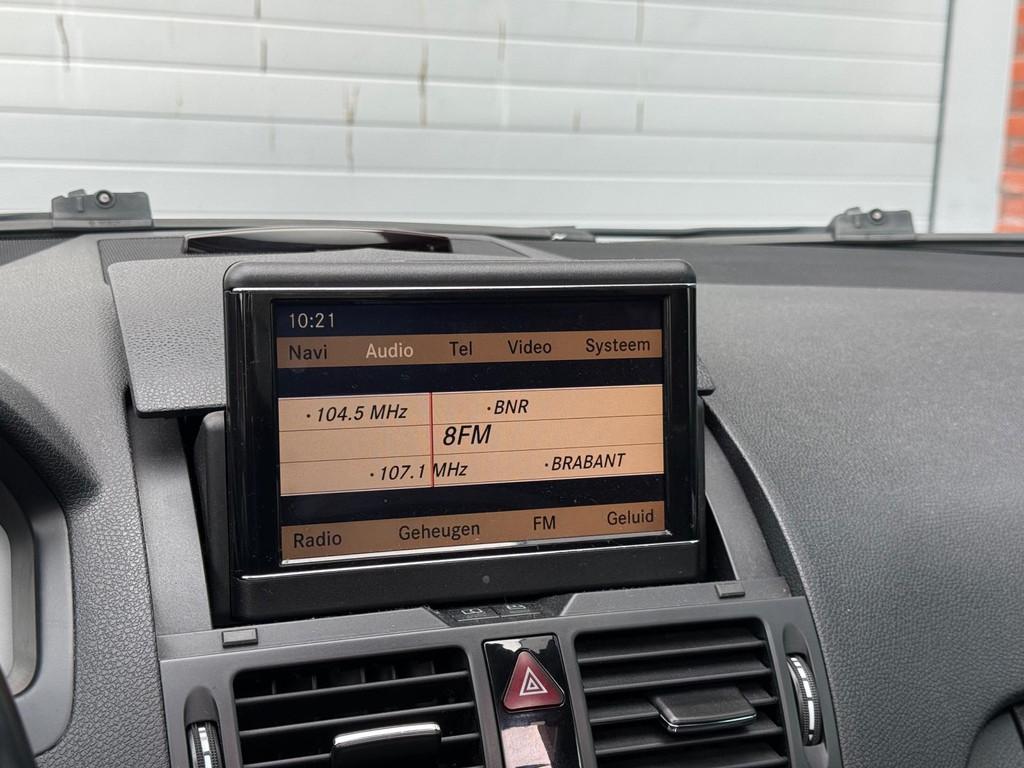 10:21
Navi Audio Tel Video Systeem
·104.5 MHz ·BNR
8FM
·107.1 MHz ·BRABANT
Radio Geheugen FM Geluid